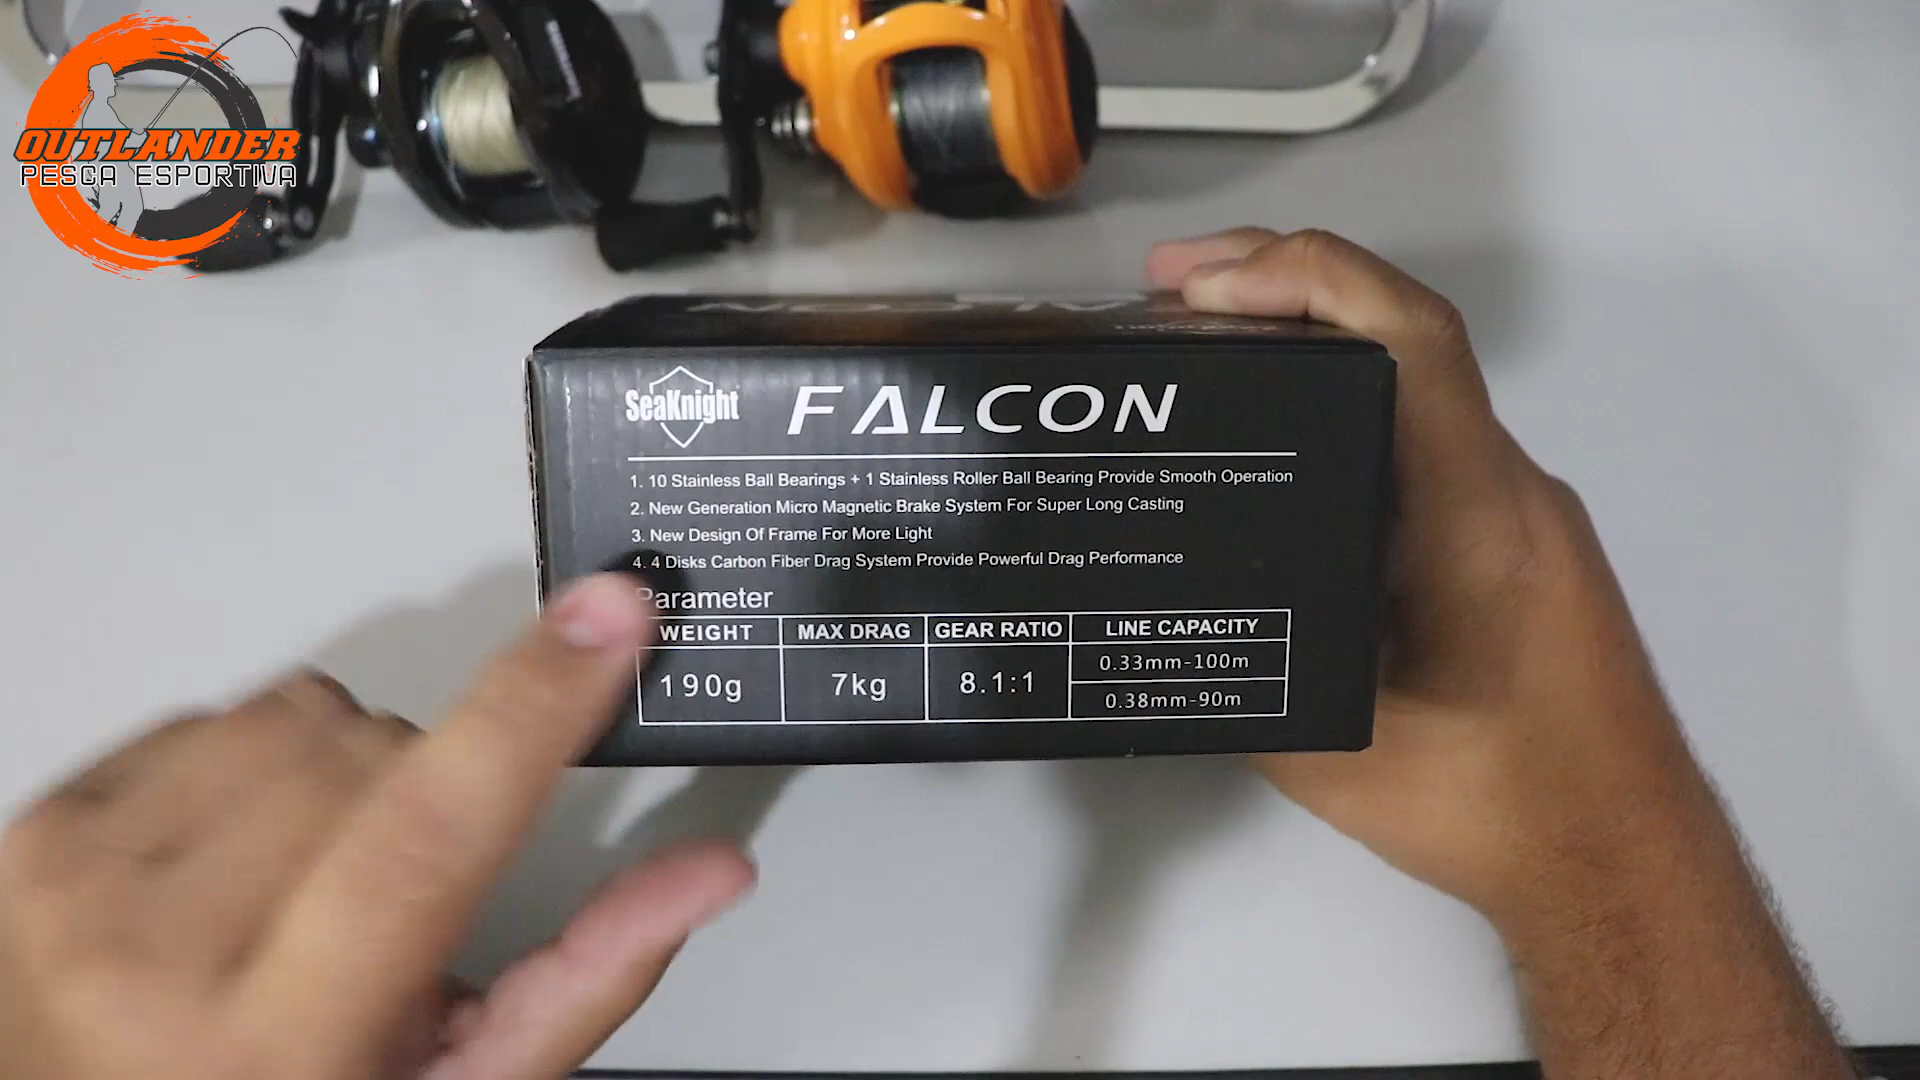 OUTLANDER
PESCA ESPORTIVA
SeaKnight FALCON
1. 10 Stainless Ball Bearings + 1 Stainless Roller Ball Bearing Provide Smooth Operation
2. New Generation Micro Magnetic Brake System For Super Long Casting
3. New Design Of Frame For More Light
4. 4 Disks Carbon Fiber Drag System Provide Powerful Drag Performance
Parameter
WEIGHT MAX DRAG GEAR RATIO LINE CAPACITY
190g 7kg 8.1:1 0.33mm-100m
0.38mm-90m